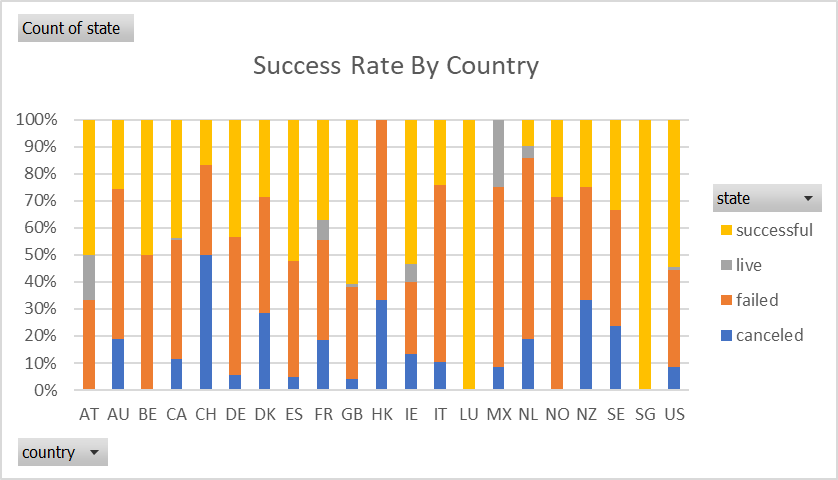 Count of state
Success Rate By Country
100%
90%
80%
70%
60%
50%
40%
30%
20%
10%
0%
AT AU BE CA CH DE DK ES FR GB HK IE IT LU MX NL NO NZ SE SG US
state
successful
live
failed
canceled
country